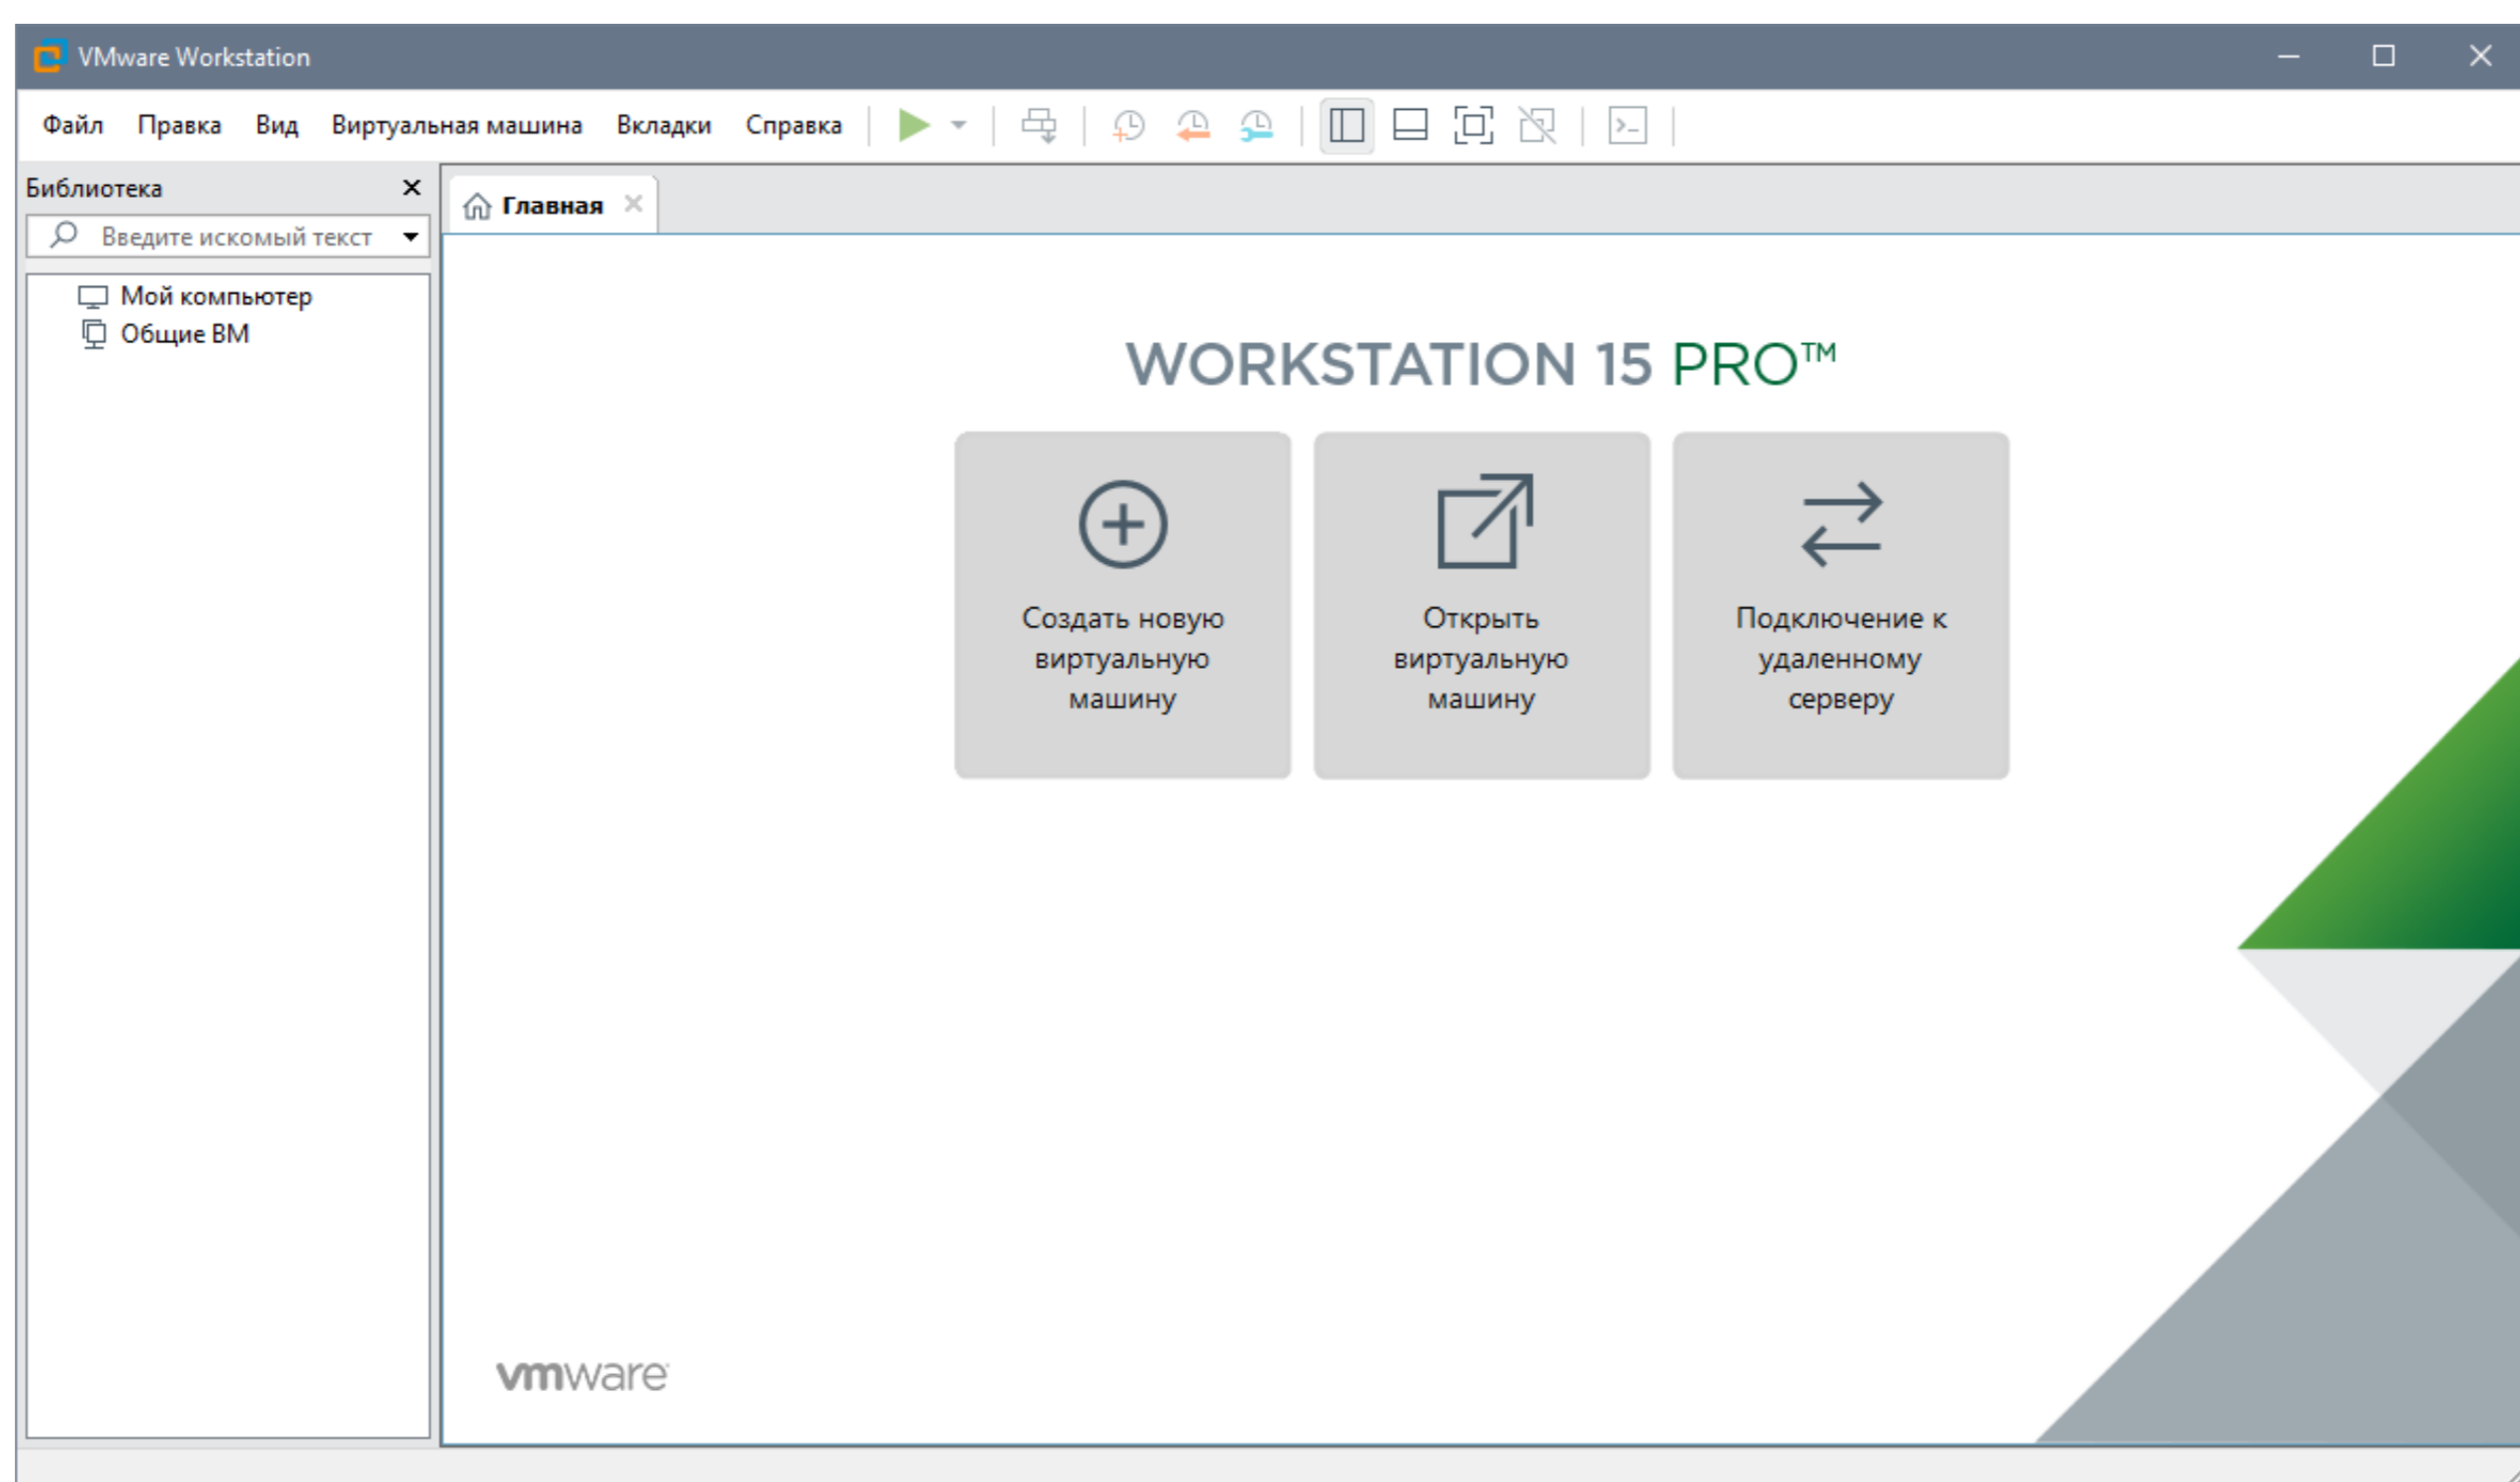 VMware Workstation
Файл Правка Вид Виртуальная машина Вкладки Справка
Библиотека
Введите искомый текст
Мой компьютер
Общие ВМ
Главная
WORKSTATION 15 PRO™
Создать новую
виртуальную
машину
Открыть
виртуальную
машину
Подключение к
удаленному
серверу
vmware